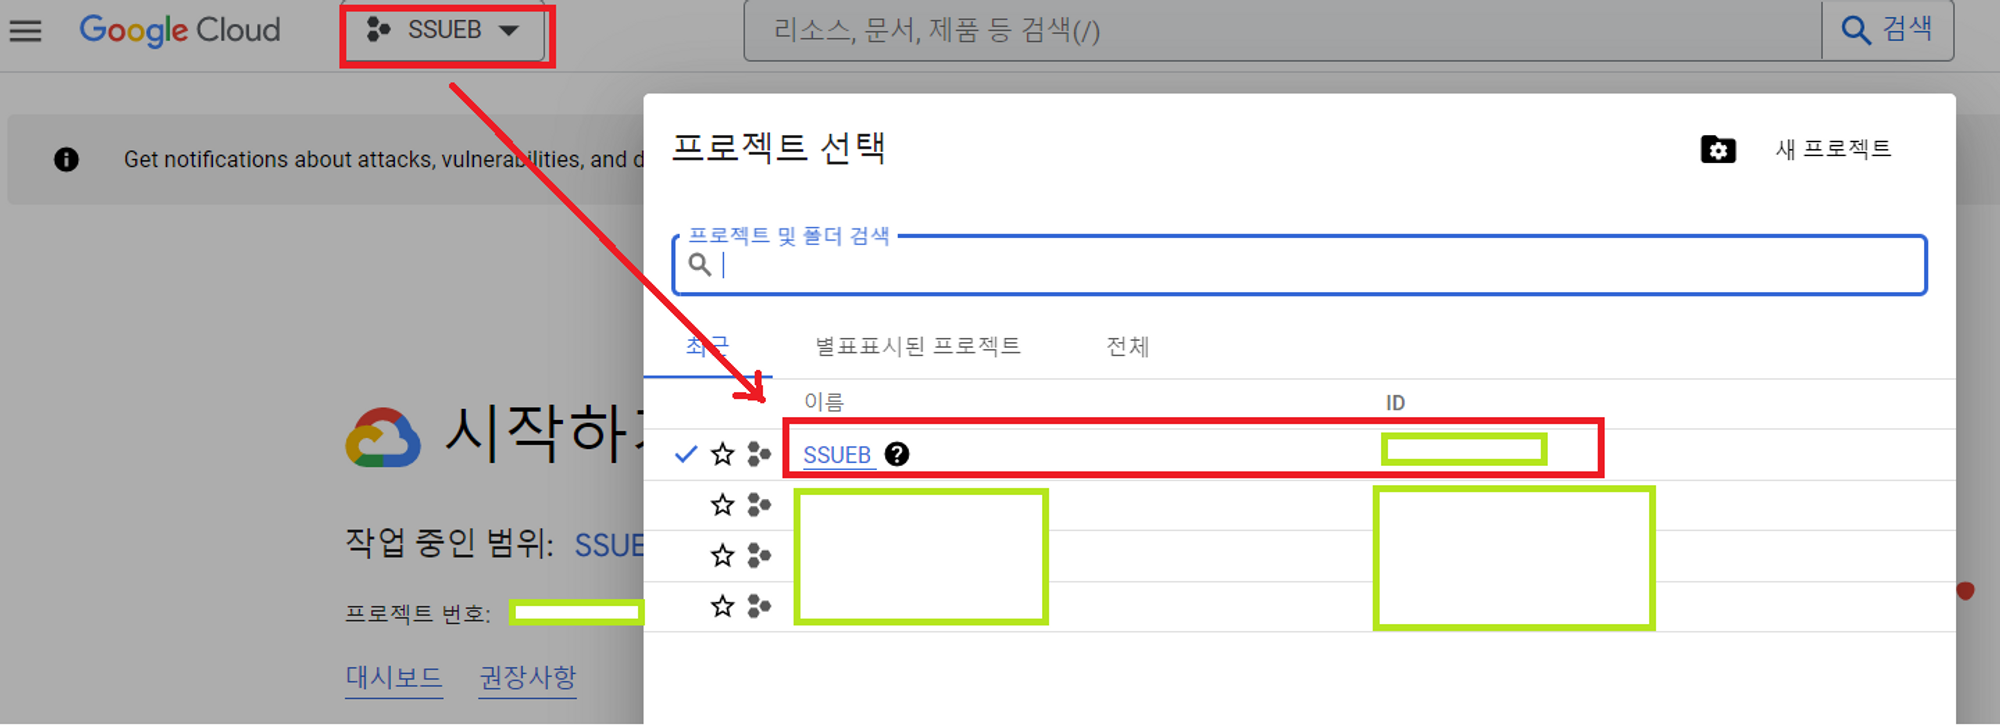 Google Cloud
SSUEB
리소스, 문서, 제품 등 검색(/)
검색
Get notifications about attacks, vulnerabilities, and d
프로젝트 선택
새 프로젝트
프로젝트 및 폴더 검색
최근
별표표시된 프로젝트
전체
이름
ID
SSUEB
시작하
작업 중인 범위: SSUE
프로젝트 번호:
대시보드
권장사항